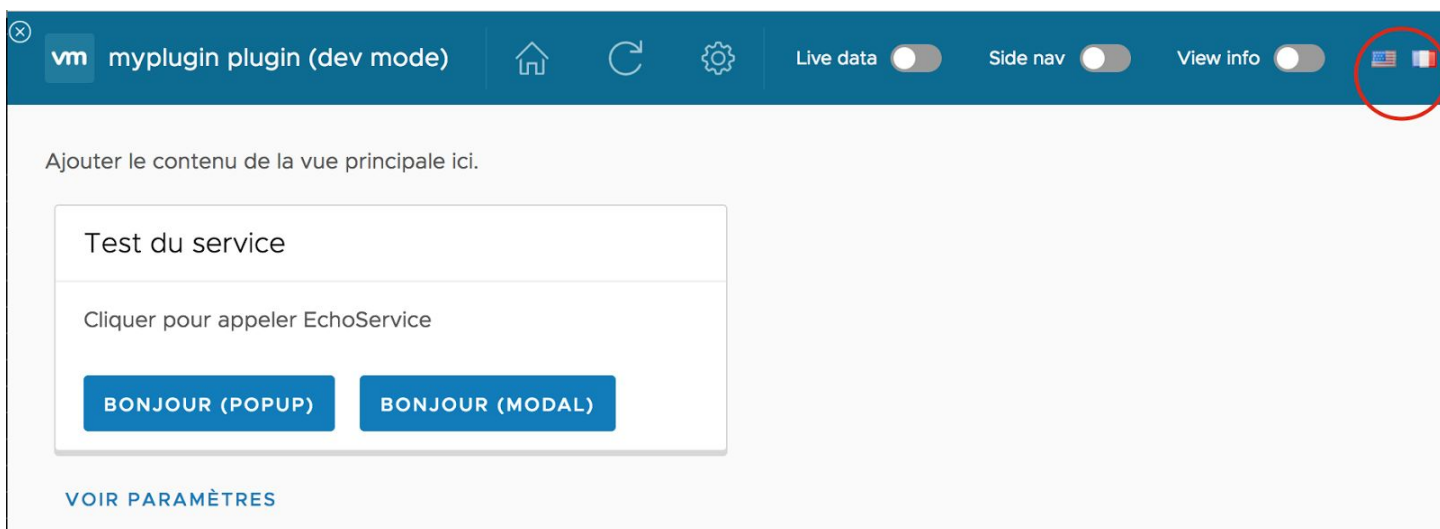 vm myplugin plugin (dev mode) Live data Side nav View info
Ajouter le contenu de la vue principale ici.
Test du service
Cliquer pour appeler EchoService
BONJOUR (POPUP) BONJOUR (MODAL)
VOIR PARAMÈTRES